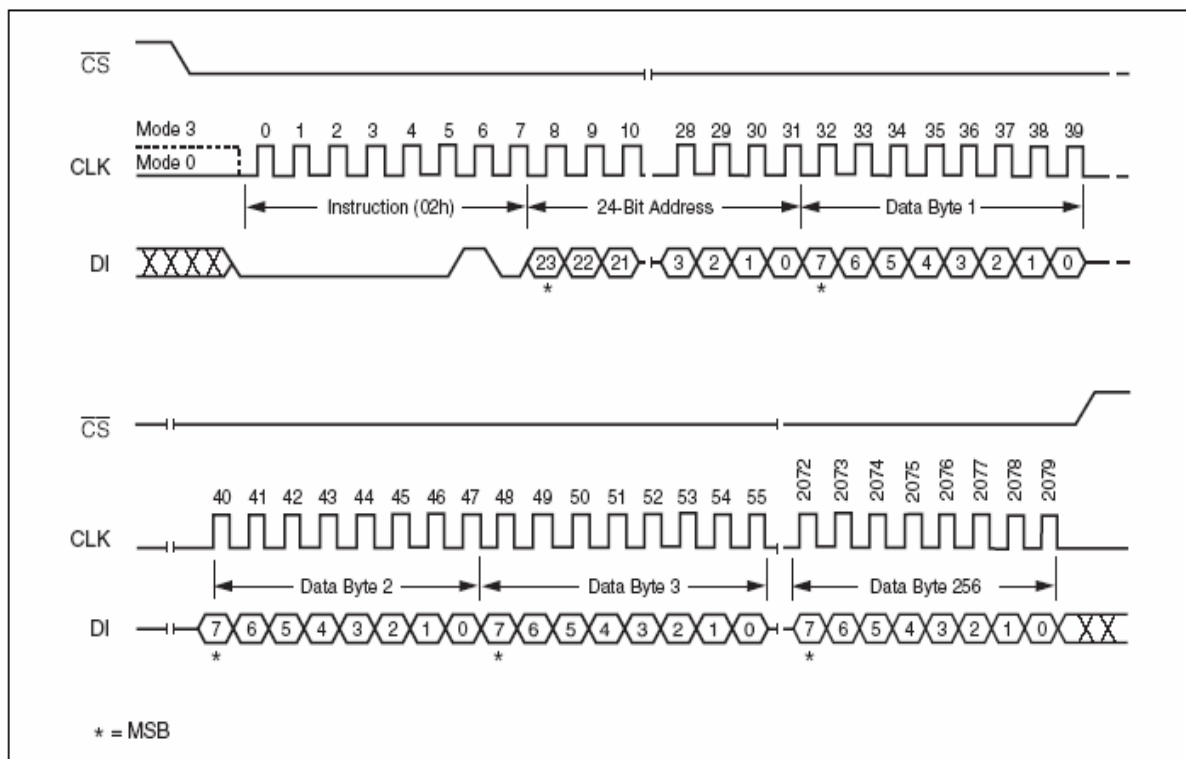 CS
Mode 3
0 1 2 3 4 5 6 7 8 9 10 28 29 30 31 32 33 34 35 36 37 38 39
CLK
Mode 0
Instruction (02h) 24-Bit Address Data Byte 1
DI
23 22 21 3 2 1 0 7 6 5 4 3 2 1 0
* *
CS
40 41 42 43 44 45 46 47 48 49 50 51 52 53 54 55 2072 2073 2074 2075 2076 2077 2078 2079
CLK
Data Byte 2 Data Byte 3 Data Byte 256
DI
7 6 5 4 3 2 1 0 7 6 5 4 3 2 1 0 7 6 5 4 3 2 1 0
* * *
* = MSB